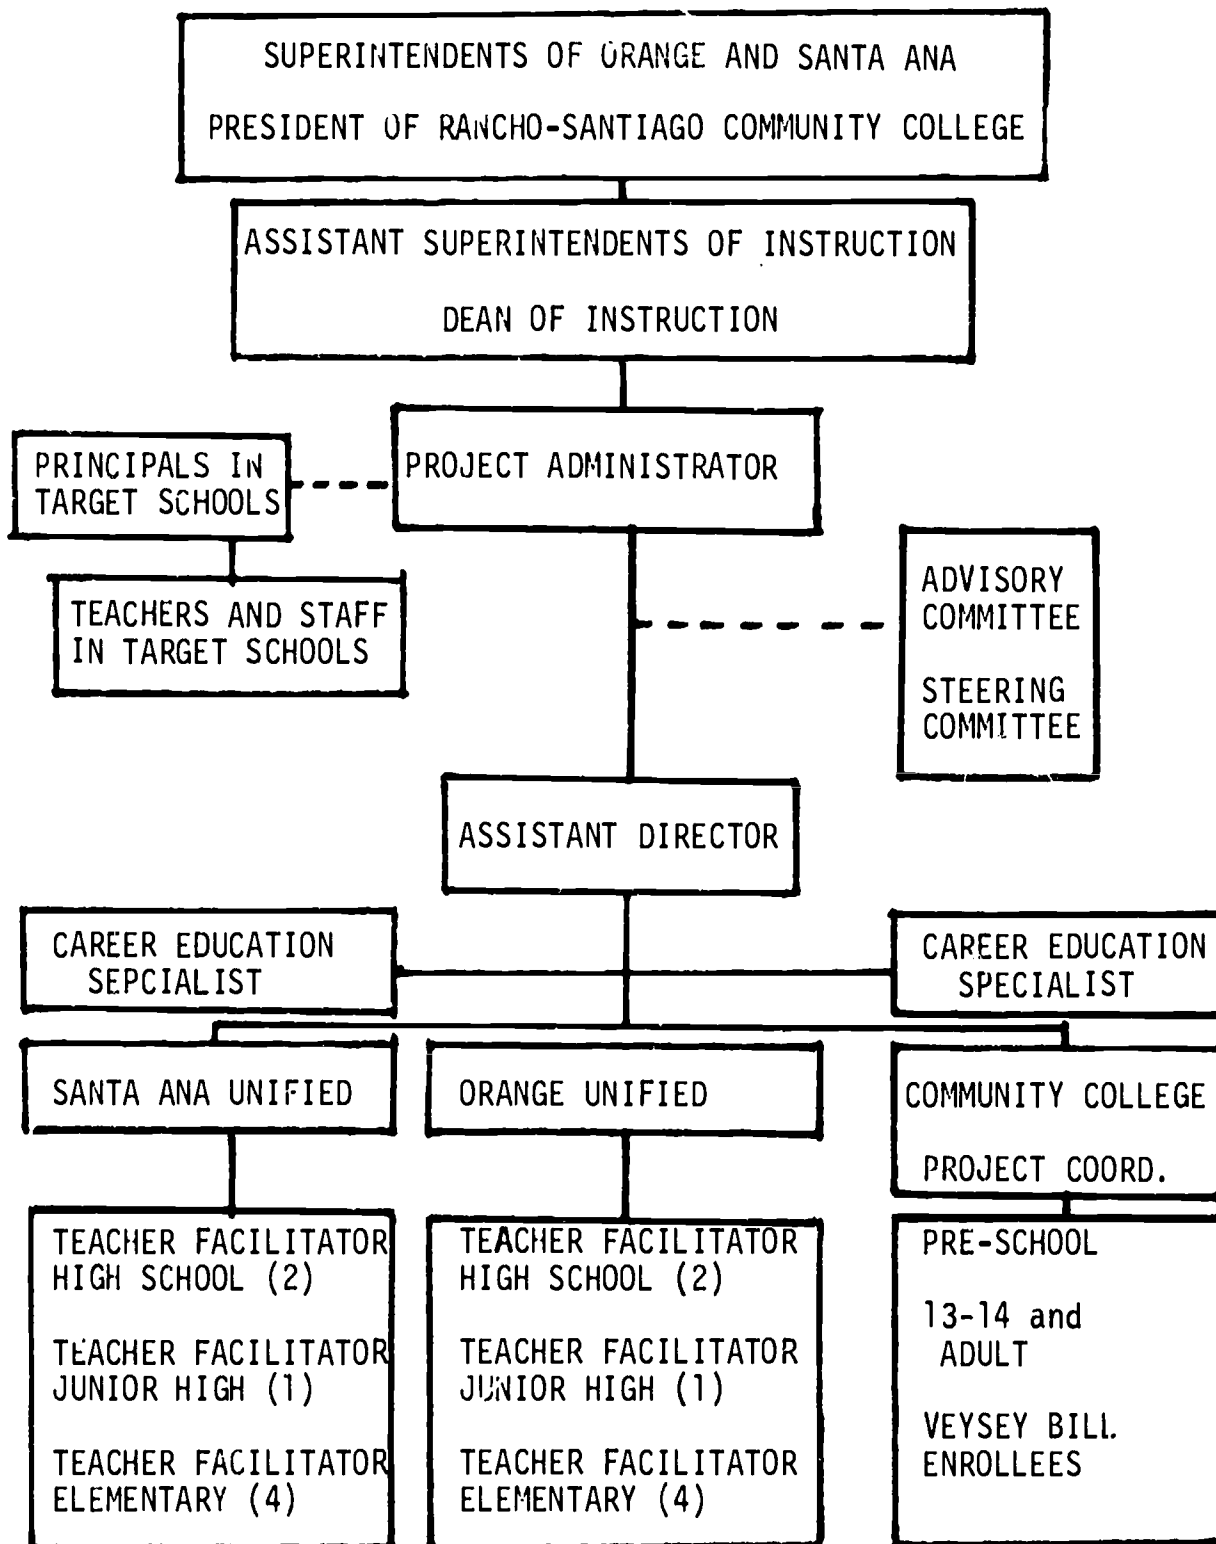 SUPERINTENDENTS OF ORANGE AND SANTA ANA
PRESIDENT OF RANCHO-SANTIAGO COMMUNITY COLLEGE
ASSISTANT SUPERINTENDENTS OF INSTRUCTION
DEAN OF INSTRUCTION
PROJECT ADMINISTRATOR
PRINCIPALS IN
TARGET SCHOOLS
TEACHERS AND STAFF
IN TARGET SCHOOLS
ADVISORY
COMMITTEE
STEERING
COMMITTEE
ASSISTANT DIRECTOR
CAREER EDUCATION
SEPCIALIST
CAREER EDUCATION
SPECIALIST
SANTA ANA UNIFIED
ORANGE UNIFIED
COMMUNITY COLLEGE
PROJECT COORD.
TEACHER FACILITATOR
HIGH SCHOOL (2)
TEACHER FACILITATOR
JUNIOR HIGH (1)
TEACHER FACILITATOR
ELEMENTARY (4)
TEACHER FACILITATOR
HIGH SCHOOL (2)
TEACHER FACILITATOR
JUNIOR HIGH (1)
TEACHER FACILITATOR
ELEMENTARY (4)
PRE-SCHOOL
13-14 and
ADULT
VEYSEY BILL
ENROLLEES